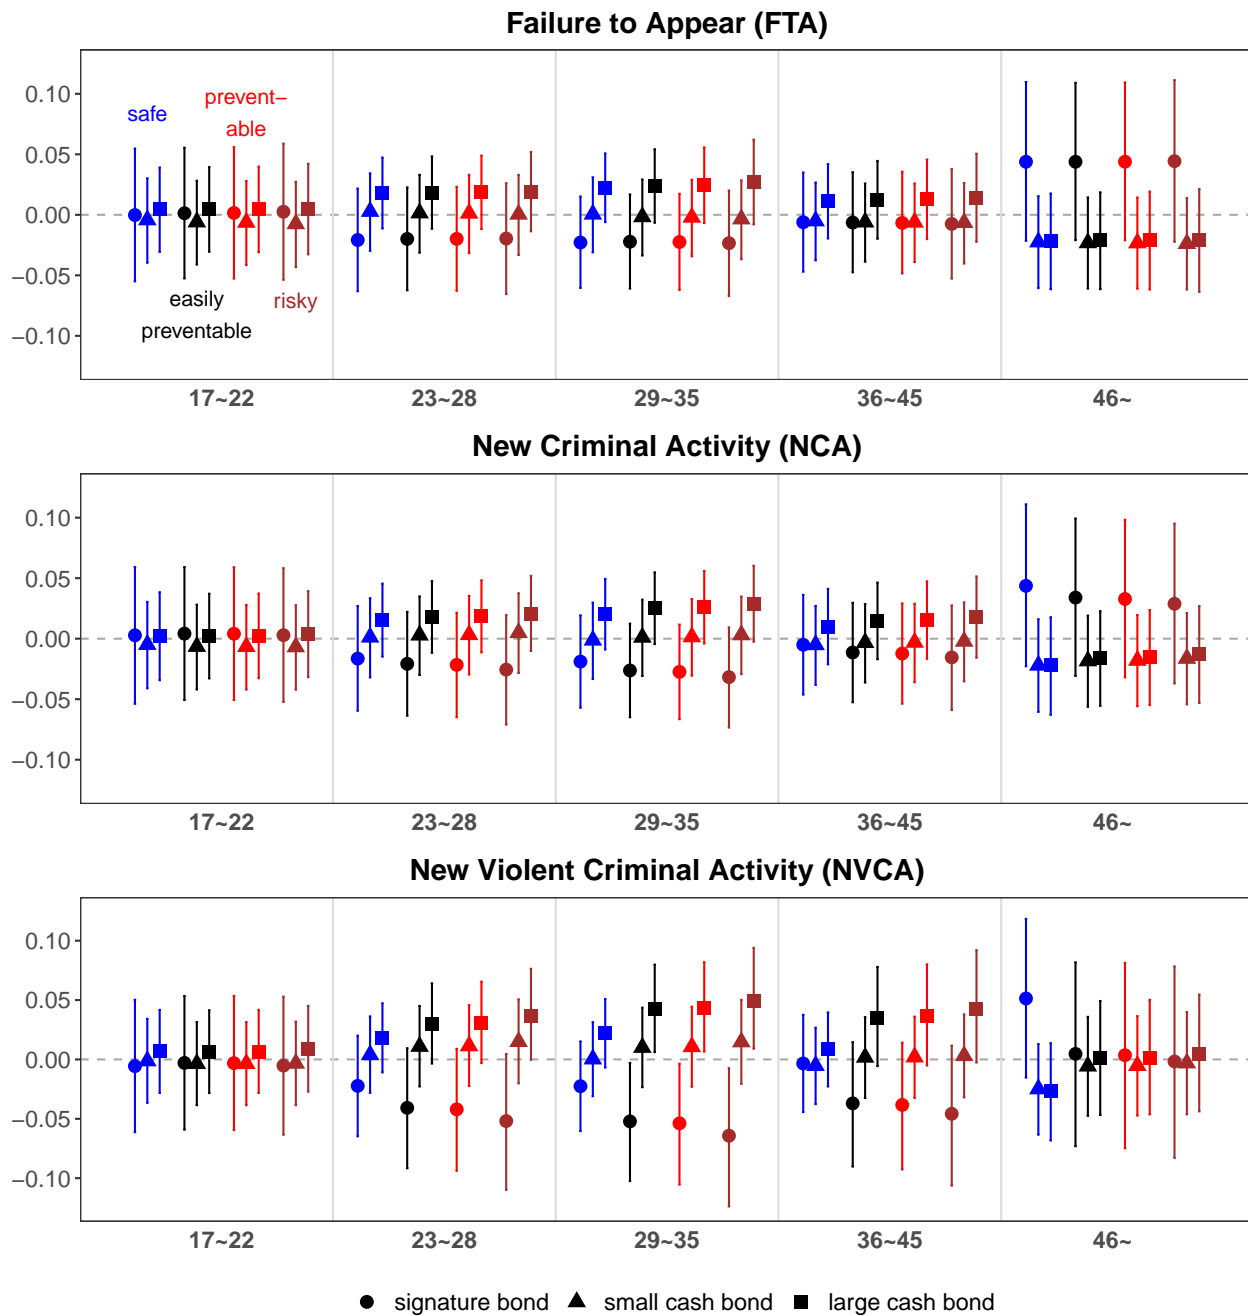 Failure to Appear (FTA)
0.10
0.05
0.00
−0.05
−0.10
safe
prevent−
able
easily
preventable
risky
17~22 23~28 29~35 36~45 46~
New Criminal Activity (NCA)
0.10
0.05
0.00
−0.05
−0.10
17~22 23~28 29~35 36~45 46~
New Violent Criminal Activity (NVCA)
0.10
0.05
0.00
−0.05
−0.10
17~22 23~28 29~35 36~45 46~
signature bond small cash bond large cash bond